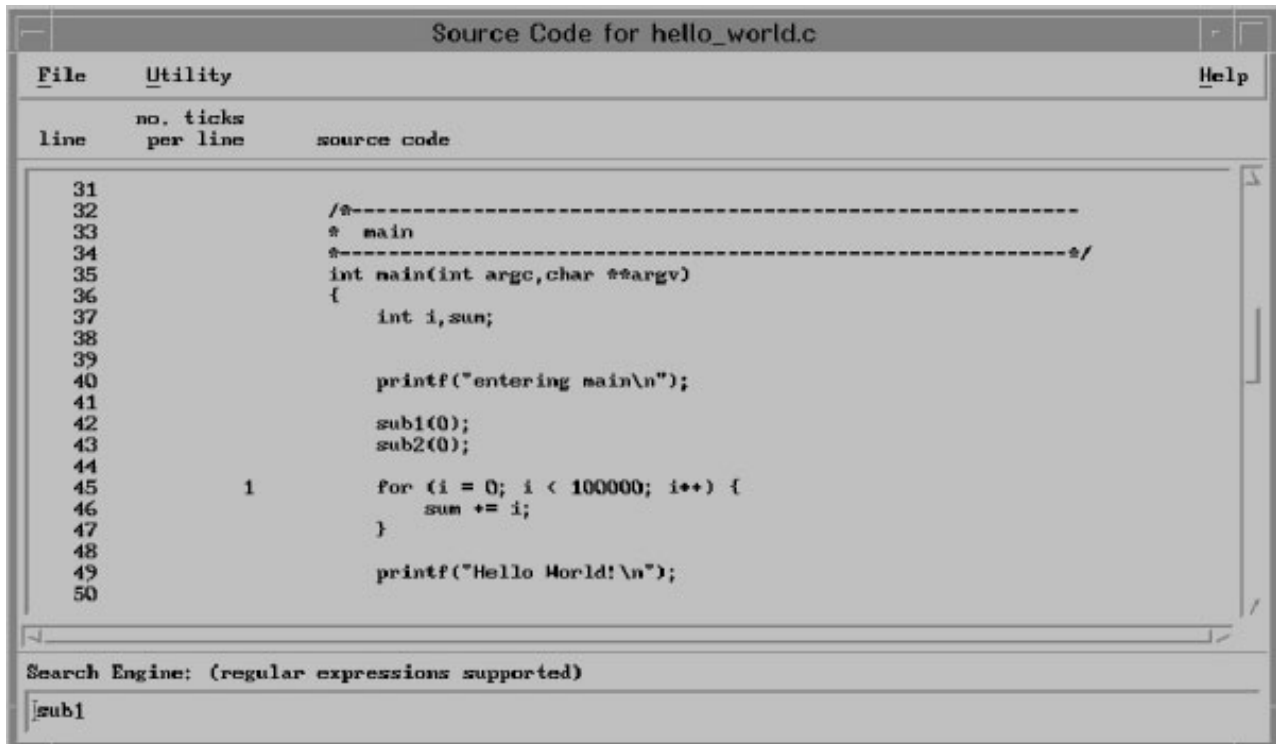 Source Code for hello_world.c
File Utility Help
no. ticks
line per line source code
31
32 /*-------------------------------------------------------------
33 * main
34 *-------------------------------------------------------------*/
35 int main(int argc,char **argv)
36 {
37 int i,sum;
38
39
40 printf("entering main\n");
41
42 sub1(0);
43 sub2(0);
44
45 1 for (i = 0; i < 100000; i++) {
46 sum += i;
47 }
48
49 printf("Hello World!\n");
50
Search Engine: (regular expressions supported)
sub1